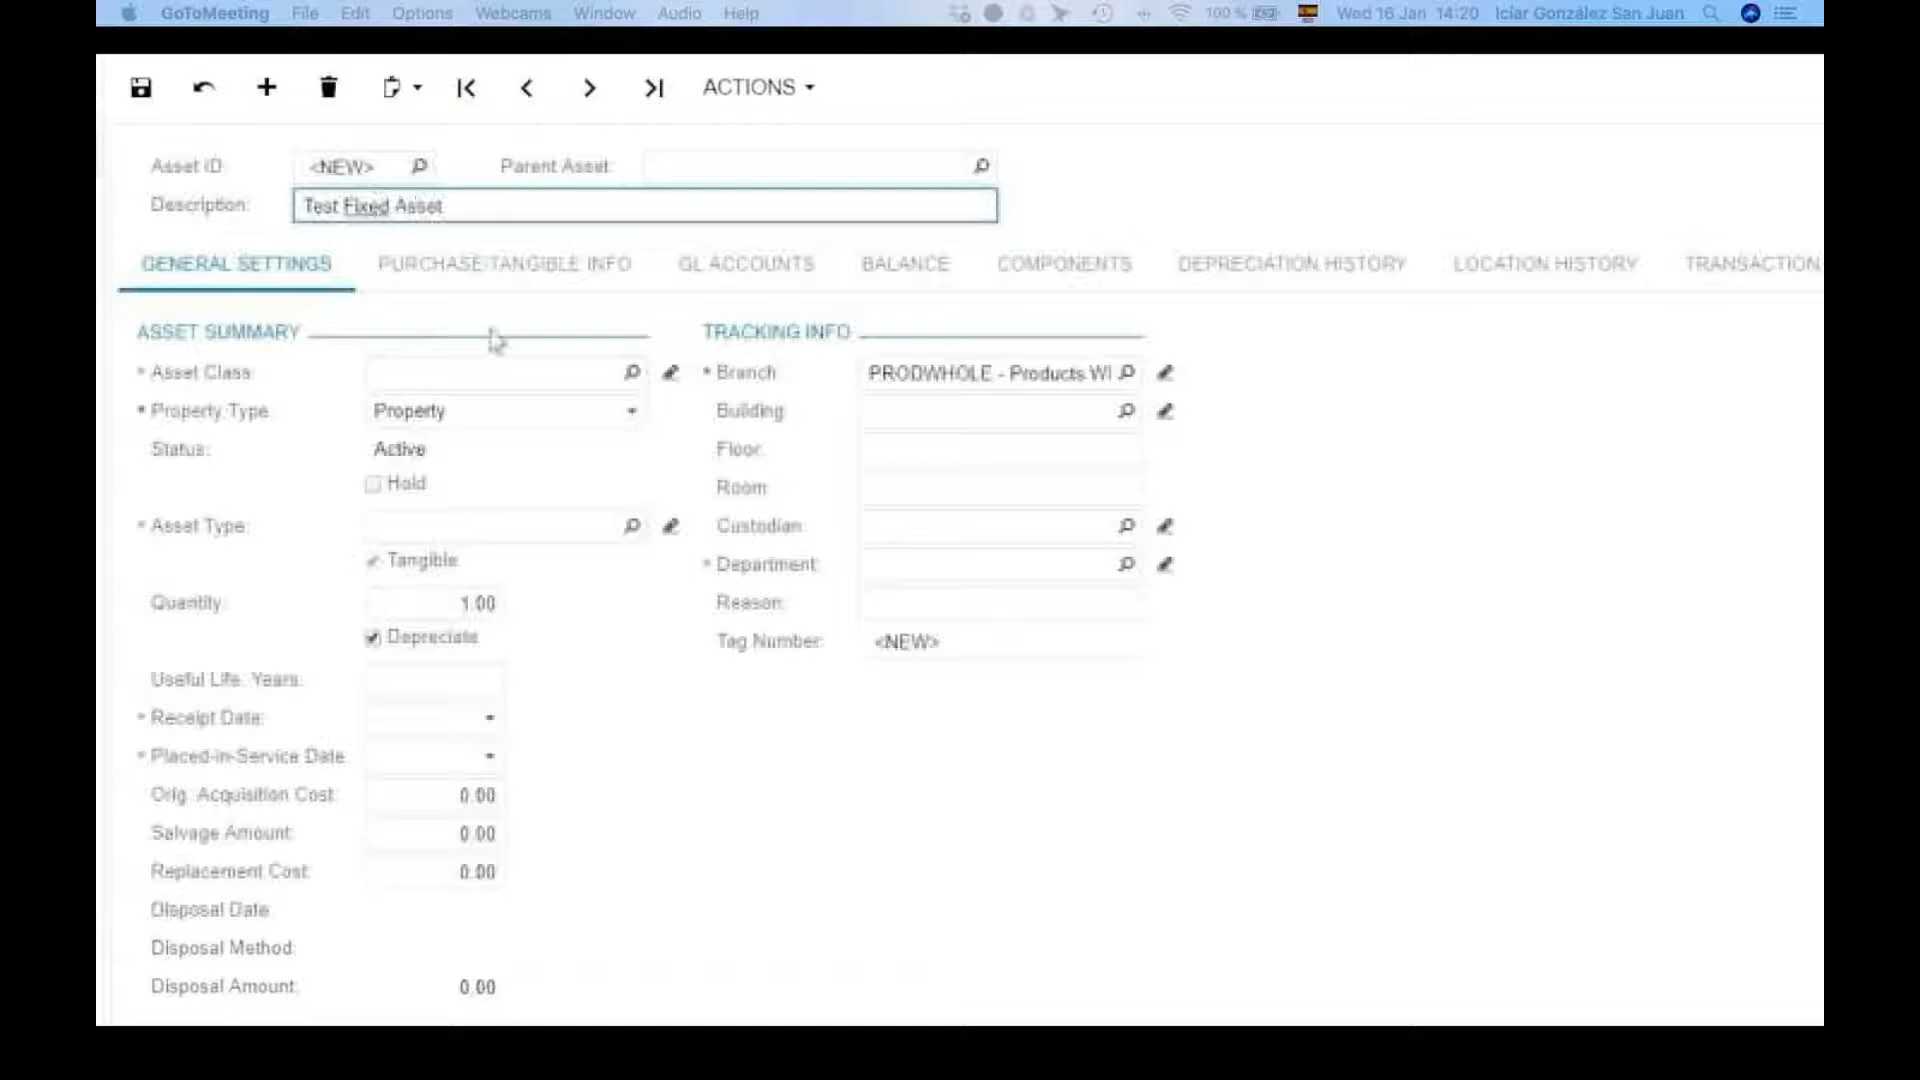 GoToMeeting File Edit Options Webcams Window Audio Help 100 % Wed 16 Jan 14:20 Iciar González San Juan
ACTIONS
Asset ID: <NEW> Parent Asset:
Description: Test Fixed Asset
GENERAL SETTINGS PURCHASE/TANGIBLE INFO GL ACCOUNTS BALANCE COMPONENTS DEPRECIATION HISTORY LOCATION HISTORY TRANSACTION
ASSET SUMMARY TRACKING INFO
* Asset Class: * Branch: PRODWHOLE - Products Wl
* Property Type: Property Building:
Status: Active Floor:
Hold
Room:
* Asset Type: Custodian:
Tangible * Department:
Quantity: 1.00 Reason:
Depreciate Tag Number: <NEW>
Useful Life, Years:
* Receipt Date:
* Placed-in-Service Date:
Orig. Acquisition Cost: 0.00
Salvage Amount: 0.00
Replacement Cost: 0.00
Disposal Date:
Disposal Method:
Disposal Amount: 0.00